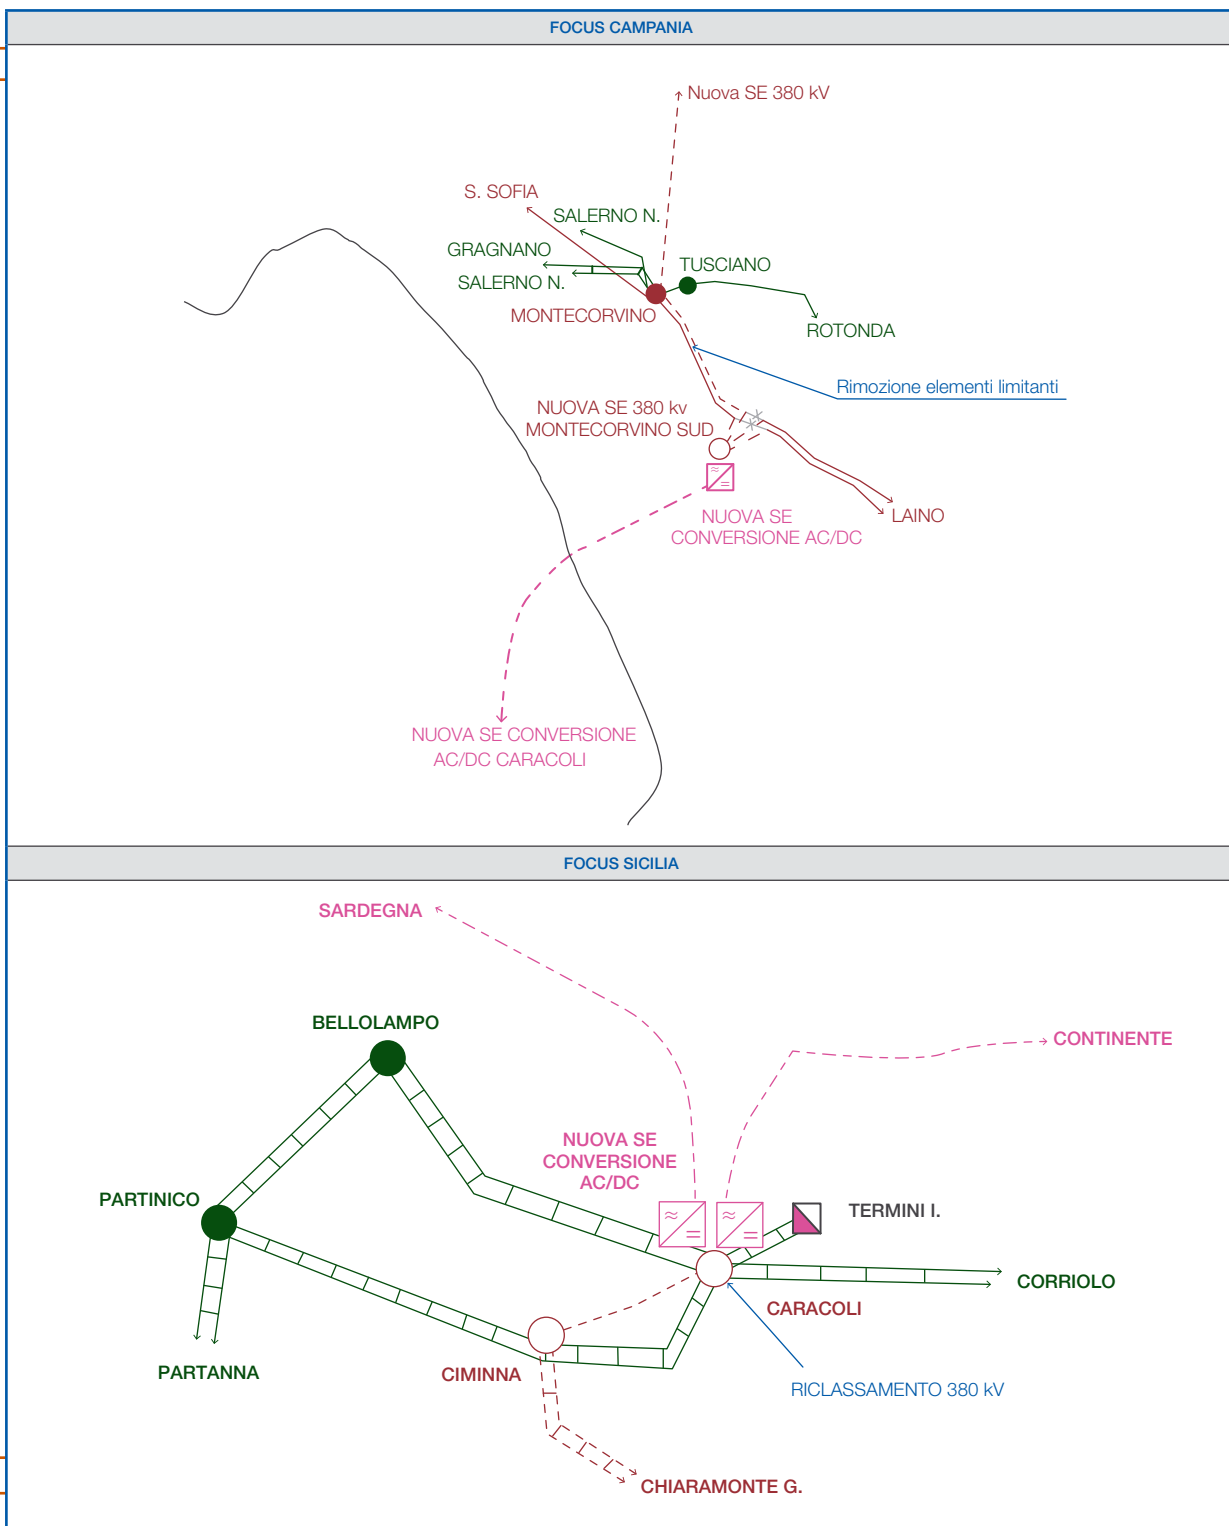 FOCUS CAMPANIA
Nuova SE 380 kV
S. SOFIA
SALERNO N.
GRAGNANO
TUSCIANO
SALERNO N.
MONTECORVINO
ROTONDA
Rimozione elementi limitanti
NUOVA SE 380 kv
MONTECORVINO SUD
NUOVA SE
CONVERSIONE AC/DC
LAINO
NUOVA SE CONVERSIONE
AC/DC CARACOLI
FOCUS SICILIA
SARDEGNA
BELLOLAMPO
CONTINENTE
NUOVA SE
CONVERSIONE
AC/DC
PARTINICO
TERMINI I.
CORRIOLO
CARACOLI
PARTANNA
CIMINNA
RICLASSAMENTO 380 kV
CHIARAMONTE G.